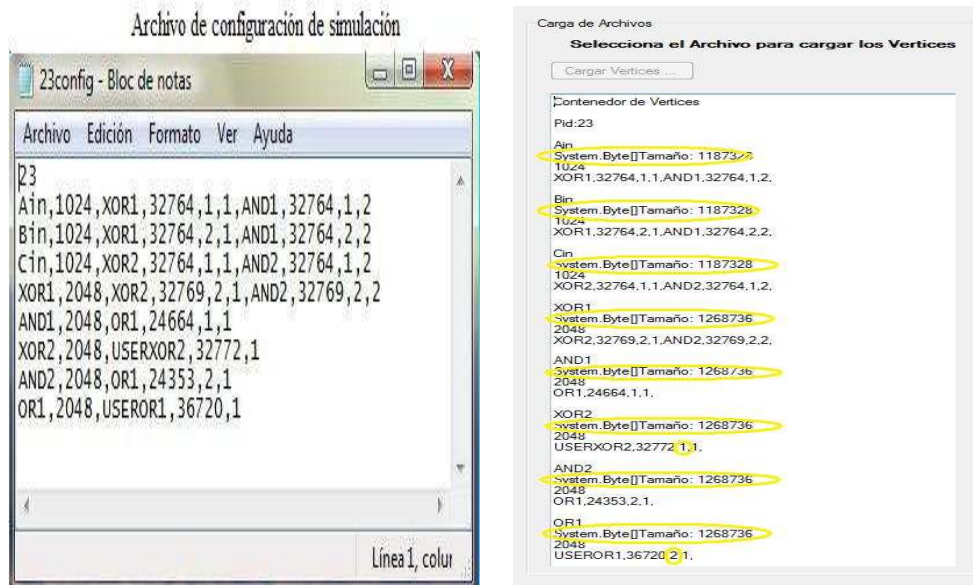 Archivo de configuración de simulación
23config - Bloc de notas
Archivo Edición Formato Ver Ayuda
23
Ain,1024,XOR1,32764,1,1,AND1,32764,1,2
Bin,1024,XOR1,32764,2,1,AND1,32764,2,2
Cin,1024,XOR2,32764,1,1,AND2,32764,1,2
XOR1,2048,XOR2,32769,2,1,AND2,32769,2,2
AND1,2048,OR1,24664,1,1
XOR2,2048,USERXOR2,32772,1
AND2,2048,OR1,24353,2,1
OR1,2048,USEROR1,36720,1
Línea 1, colur
Carga de Archivos
Selecciona el Archivo para cargar los Vertices
Cargar Vertices ...
Contenedor de Vertices
Pid:23
Ain
System.Byte[]Tamaño: 1187328
1024
XOR1,32764,1,1,AND1,32764,1,2,
Bin
System.Byte[]Tamaño: 1187328
1024
XOR1,32764,2,1,AND1,32764,2,2,
Cin
System.Byte[]Tamaño: 1187328
1024
XOR2,32764,1,1,AND2,32764,1,2,
XOR1
System.Byte[]Tamaño: 1268736
2048
XOR2,32769,2,1,AND2,32769,2,2,
AND1
System.Byte[]Tamaño: 1268736
2048
OR1,24664,1,1,
XOR2
System.Byte[]Tamaño: 1268736
2048
USERXOR2,32772,1,1,
AND2
System.Byte[]Tamaño: 1268736
2048
OR1,24353,2,1,
OR1
System.Byte[]Tamaño: 1268736
2048
USEROR1,36720,2,1,